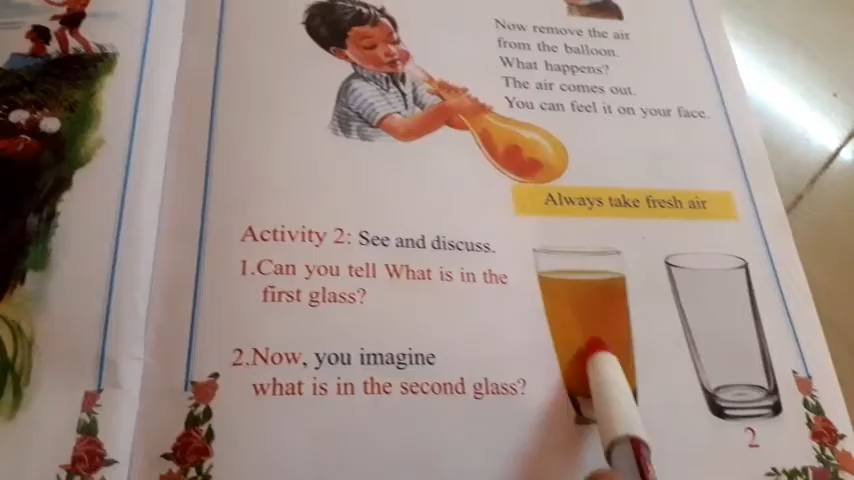 Now remove the air
from the balloon.
What happens?
The air comes out.
You can feel it on your face.
Always take fresh air
Activity 2: See and discuss.
1.Can you tell What is in the
first glass?
2.Now, you imagine
what is in the second glass?
2